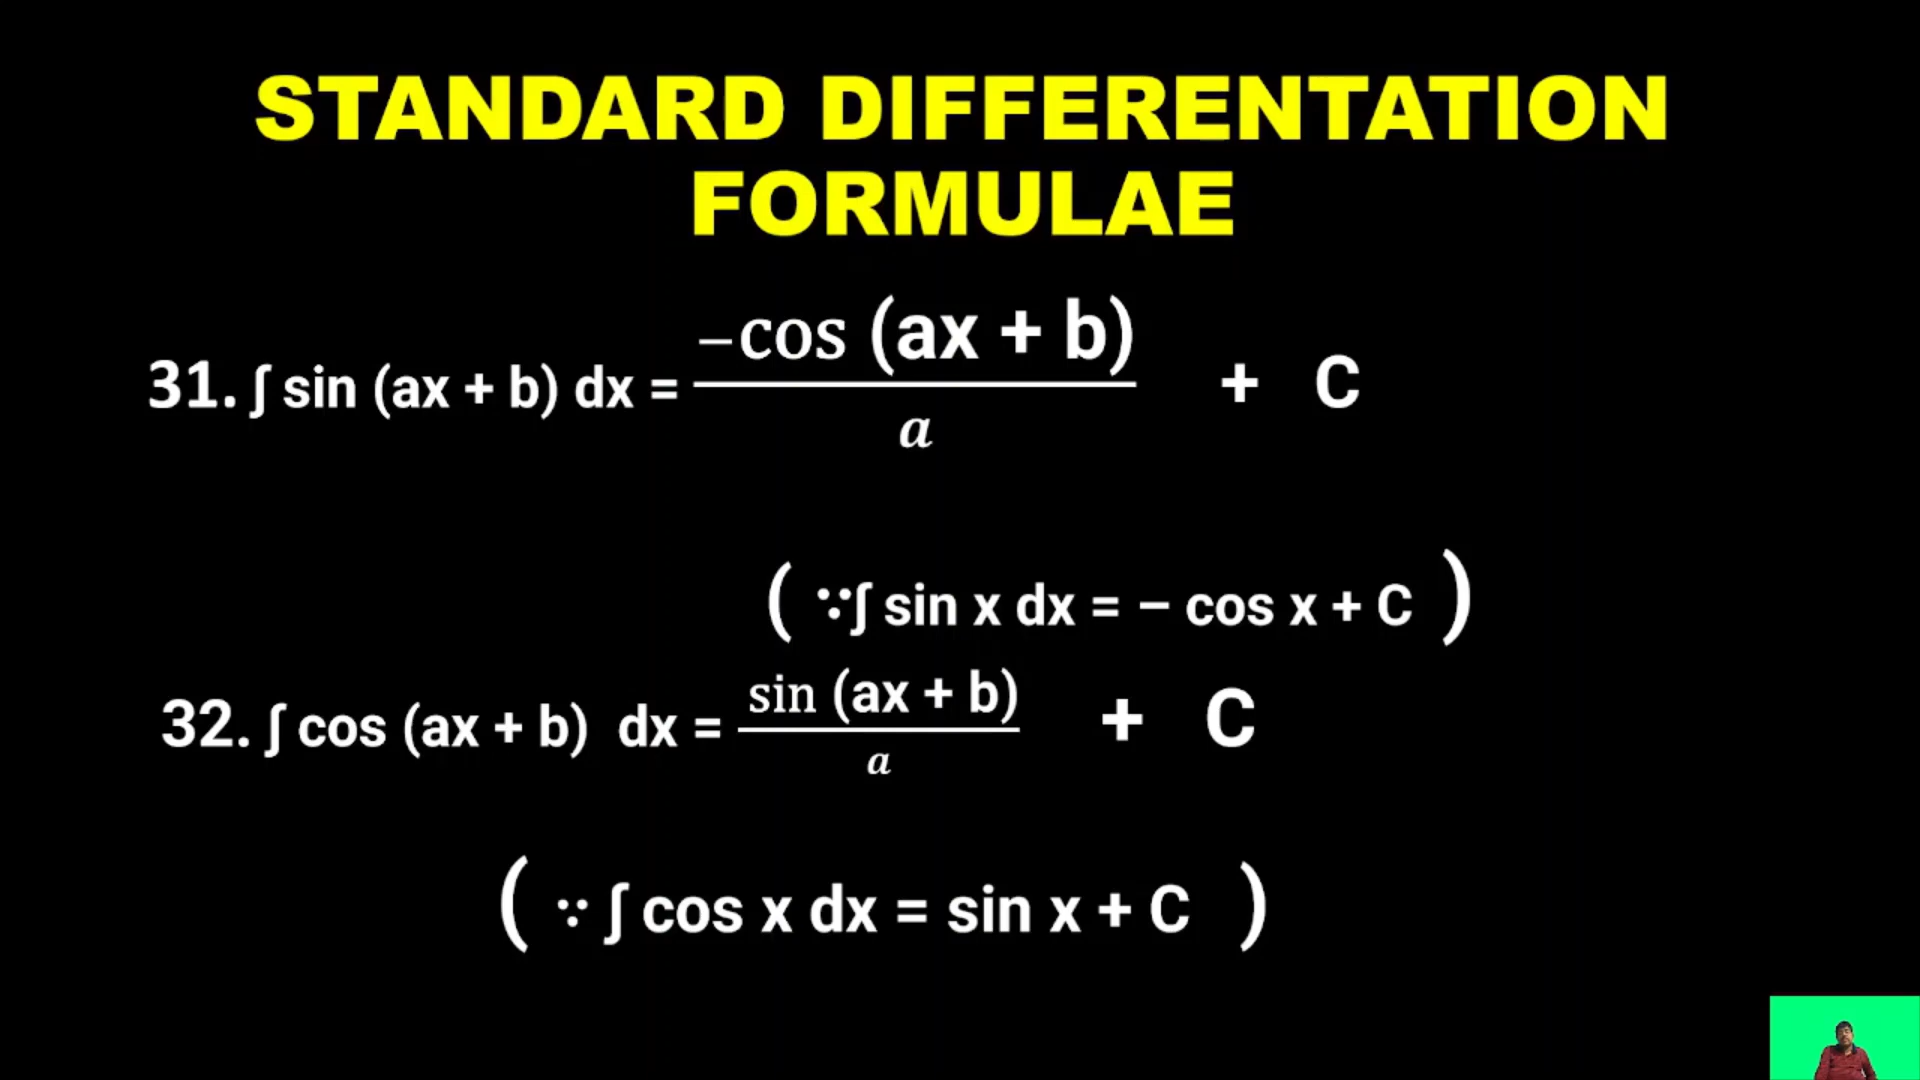 STANDARD DIFFERENTATION
FORMULAE
31. ∫ sin (ax + b) dx = −cos (ax + b) / a + C
( ∵∫ sin x dx = – cos x + C )
32. ∫ cos (ax + b) dx = sin (ax + b) / a + C
( ∵ ∫ cos x dx = sin x + C )